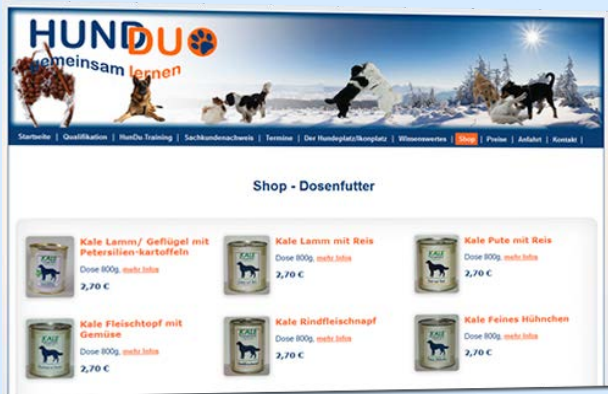 HUNDDUO
gemeinsam lernen
Startseite | Qualifikation | HunDu-Training | Sachkundenachweis | Termine | Der Hundeplatz/Ikonplatz | Wissenswertes | Shop | Preise | Anfahrt | Kontakt |
Shop - Dosenfutter
Kale Lamm/ Geflügel mit
Petersilien-kartoffeln
Dose 800g, mehr Infos
2,70 €
Kale Lamm mit Reis
Dose 800g, mehr Infos
2,70 €
Kale Pute mit Reis
Dose 800g, mehr Infos
2,70 €
Kale Fleischtopf mit
Gemüse
Dose 800g, mehr Infos
2,70 €
Kale Rindfleischnapf
Dose 800g, mehr Infos
2,70 €
Kale Feines Hühnchen
Dose 800g, mehr Infos
2,70 €